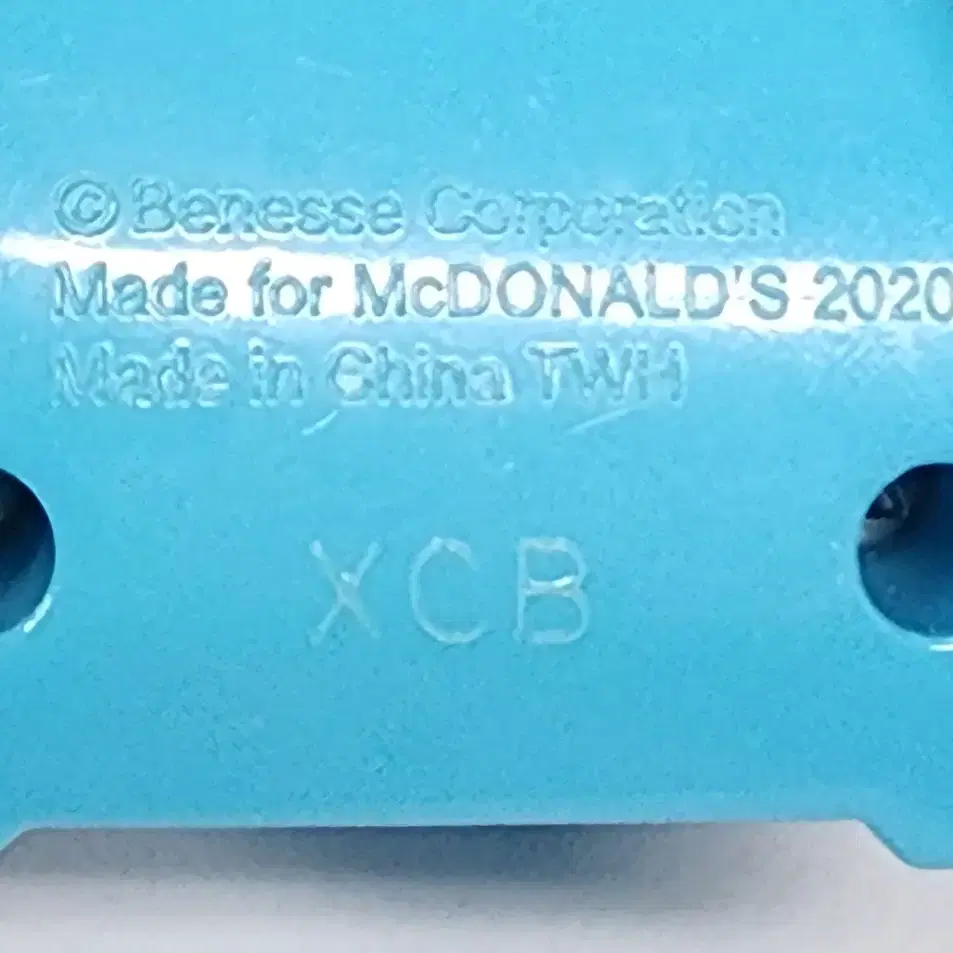 © Benesse Corporation
Made for McDONALD'S 2020
Made in China TWH
XCB